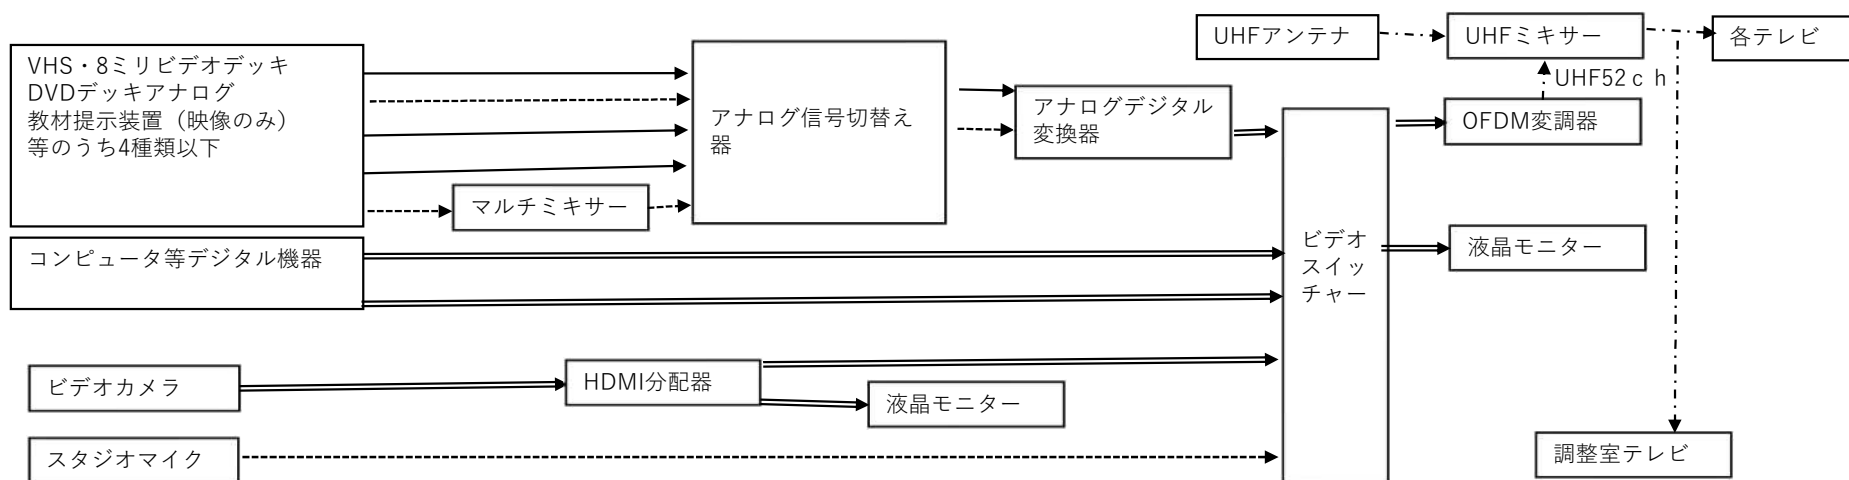 VHS・8ミリビデオデッキ
DVDデッキアナログ
教材提示装置（映像のみ）
等のうち4種類以下
マルチミキサー
アナログ信号切替え
器
アナログデジタル
変換器
UHFアンテナ
UHFミキサー
各テレビ
UHF52ｃｈ
OFDM変調器
コンピュータ等デジタル機器
ビデオ
スイッ
チャー
液晶モニター
ビデオカメラ
HDMI分配器
液晶モニター
スタジオマイク
調整室テレビ